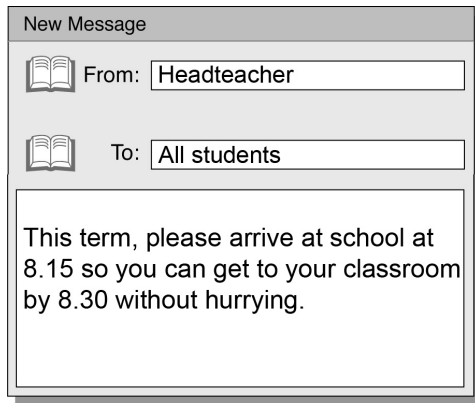 New Message
From: Headteacher
To: All students
This term, please arrive at school at
8.15 so you can get to your classroom
by 8.30 without hurrying.